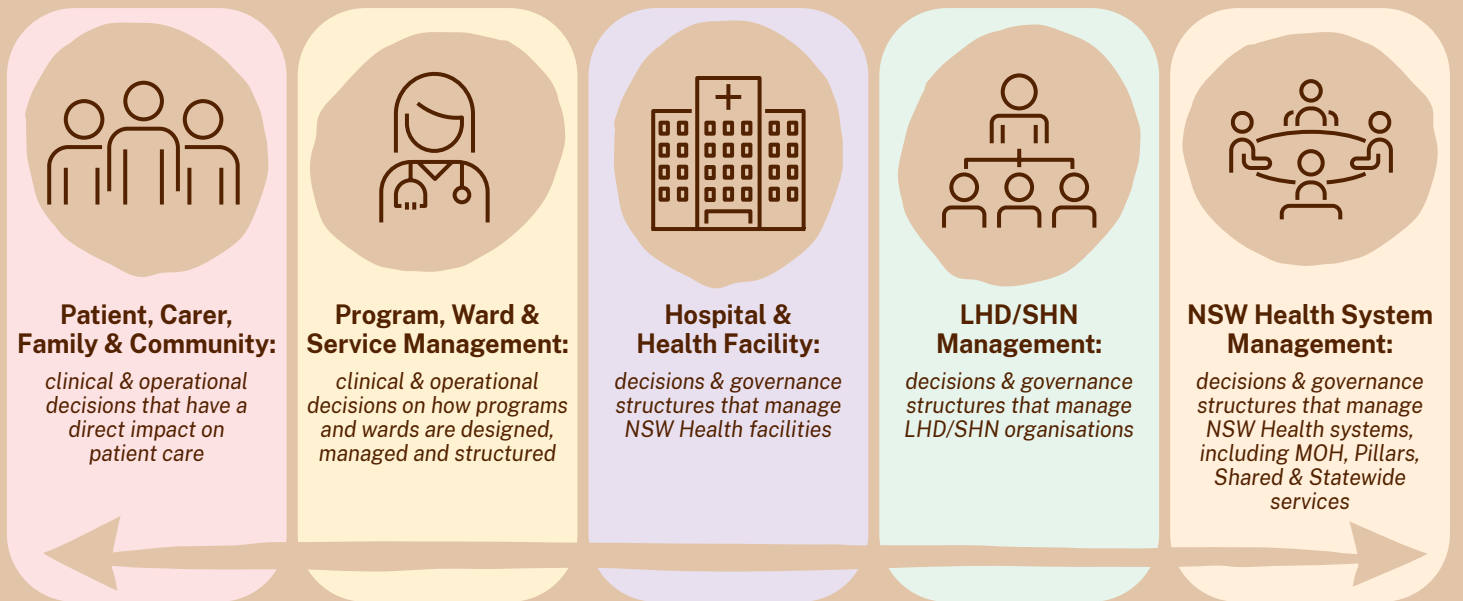 Patient, Carer,
Family & Community:
clinical & operational
decisions that have a
direct impact on
patient care
Program, Ward &
Service Management:
clinical & operational
decisions on how programs
and wards are designed,
managed and structured
Hospital &
Health Facility:
decisions & governance
structures that manage
NSW Health facilities
LHD/SHN
Management:
decisions & governance
structures that manage
LHD/SHN organisations
NSW Health System
Management:
decisions & governance
structures that manage
NSW Health systems,
including MOH, Pillars,
Shared & Statewide
services